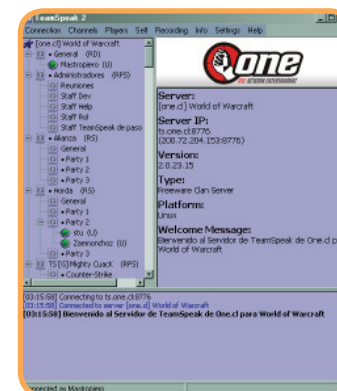 TeamSpeak 2
Connection Channels Players Self Recording Info Settings Help
[one.cl] World of Warcraft
General (RD)
Mastropiero (U)
Administradores (RPS)
Reuniones
Staff Dev
Staff Help
Staff Rol
Staff TeamSpeak de paso
Alianza (RS)
General
Party 1
Party 2
Party 3
Horda (RS)
General
Party 1
Party 2
stu (U)
Zaemonchoz (U)
Party 3
TS [G]Mighty Guack (RPS)
Counter-Strike
one
Server:
[one.cl] World of Warcraft
Server IP:
ts.one.cl:8776
(200.72.204.153:8776)
Version:
2.0.23.15
Type:
Freeware Clan Server
Platform:
Linux
Welcome Message:
Bienvenido al Servidor de TeamSpeak de One.cl p
World of Warcraft
[03:15:58] Connecting to ts.one.cl:8776
[03:15:58] Connected to server [one.cl] World of Warcraft
[03:15:58] Bienvenido al Servidor de TeamSpeak de One.cl para World of Warcraft
Connected as Mastropiero